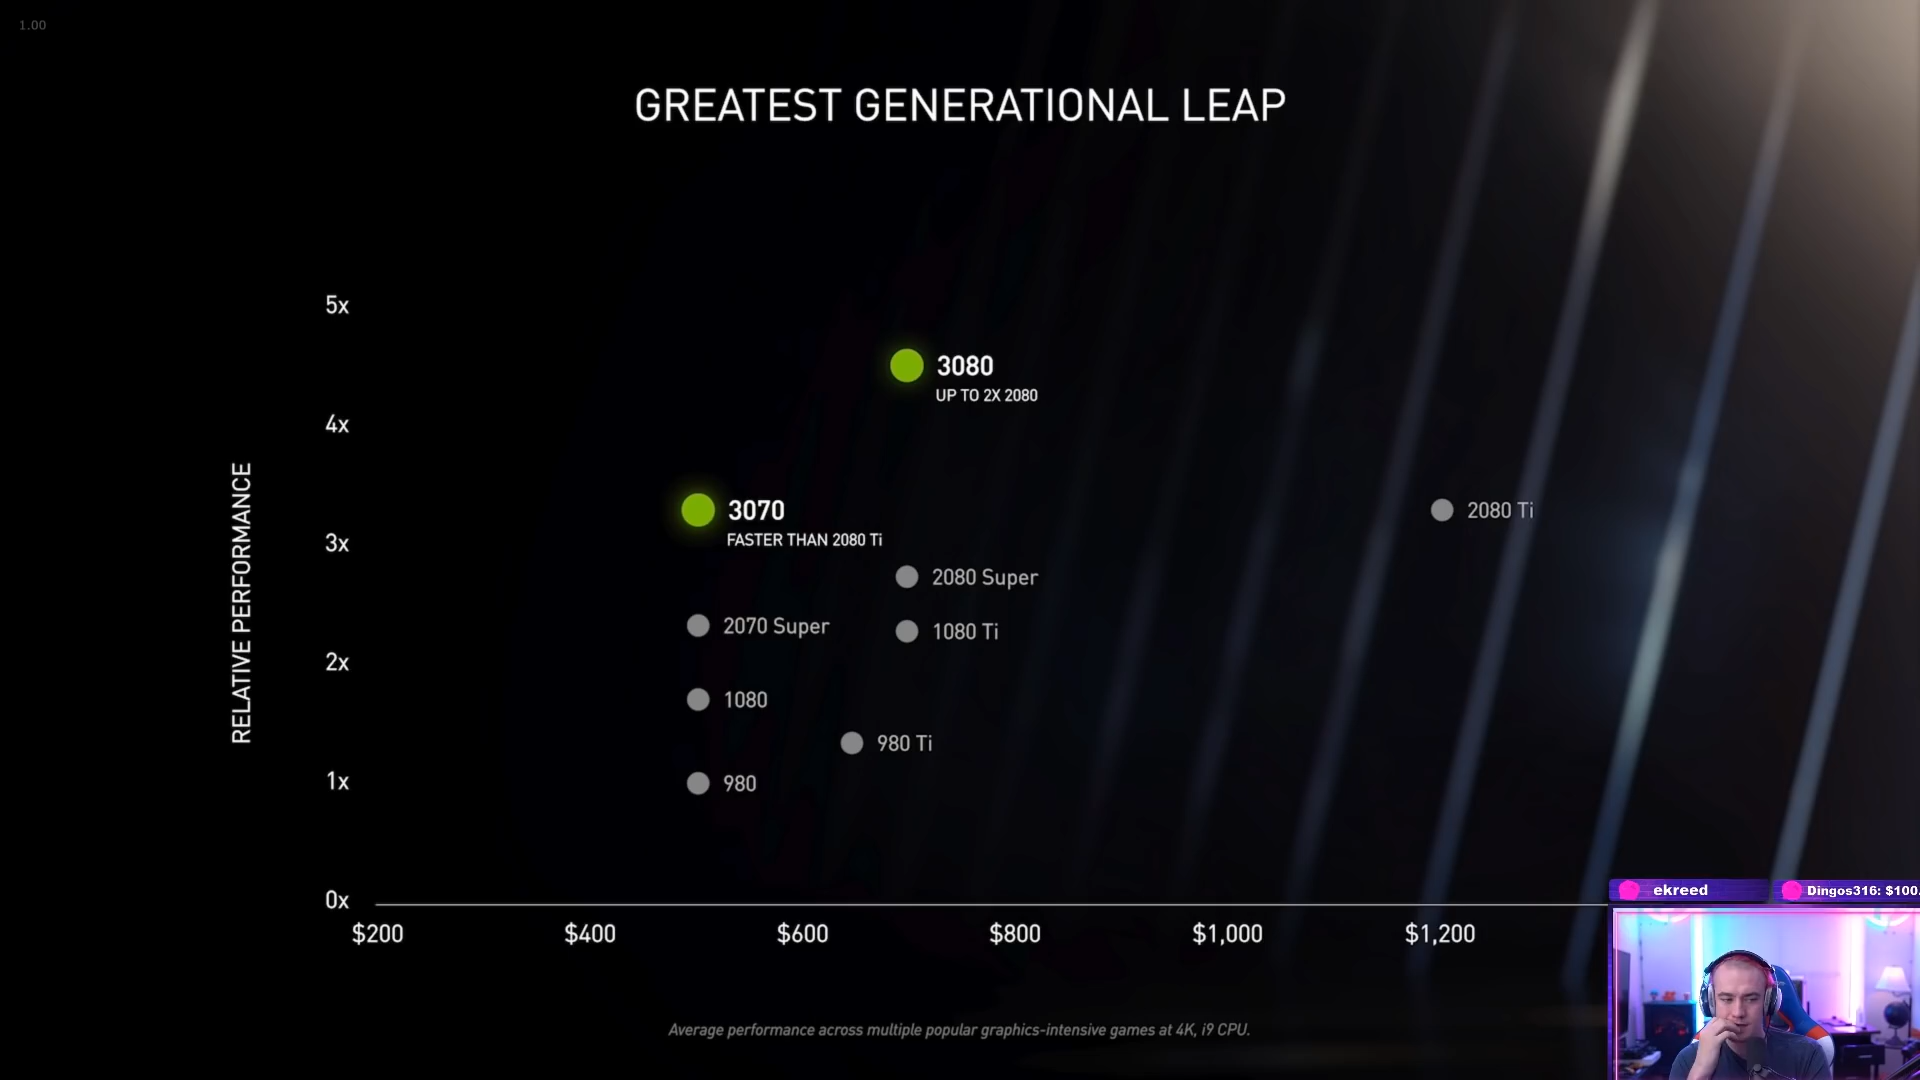 1.00
GREATEST GENERATIONAL LEAP
5x
3080
UP TO 2X 2080
4x
3070
FASTER THAN 2080 Ti
2080 Ti
3x
2080 Super
2070 Super
1080 Ti
2x
1080
980 Ti
1x
980
0x
RELATIVE PERFORMANCE
$200
$400
$600
$800
$1,000
$1,200
ekreed
Dingos316: $100.
Average performance across multiple popular graphics-intensive games at 4K, i9 CPU.